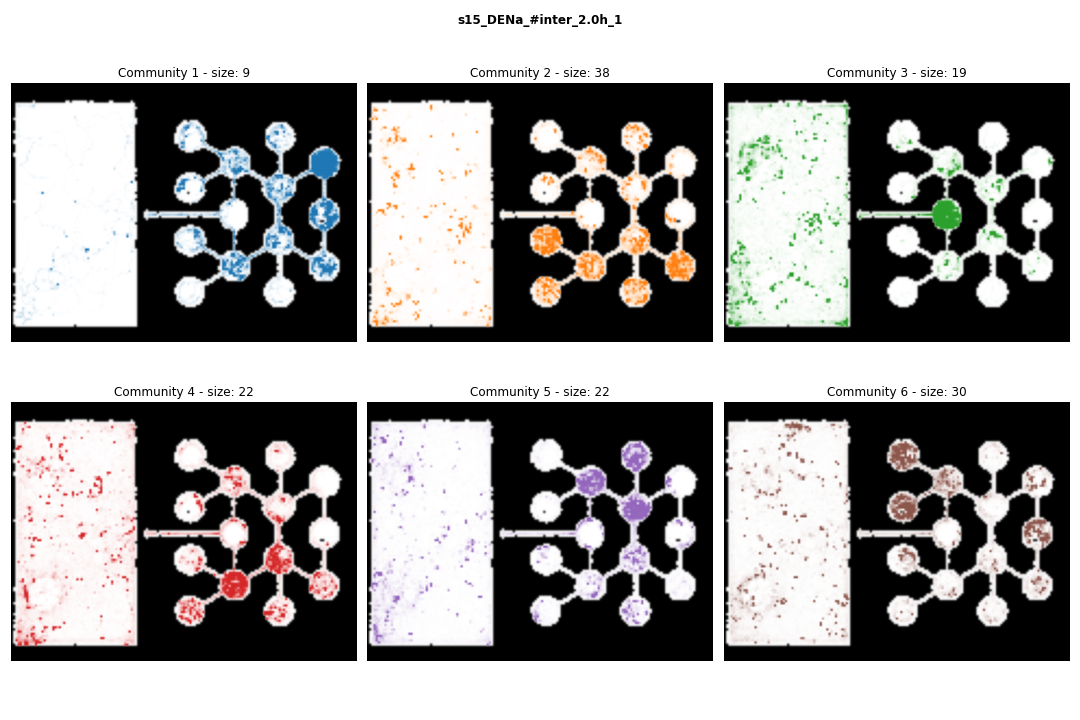 s15_DENa_#inter_2.0h_1
Community 1 - size: 9
Community 2 - size: 38
Community 3 - size: 19
Community 4 - size: 22
Community 5 - size: 22
Community 6 - size: 30